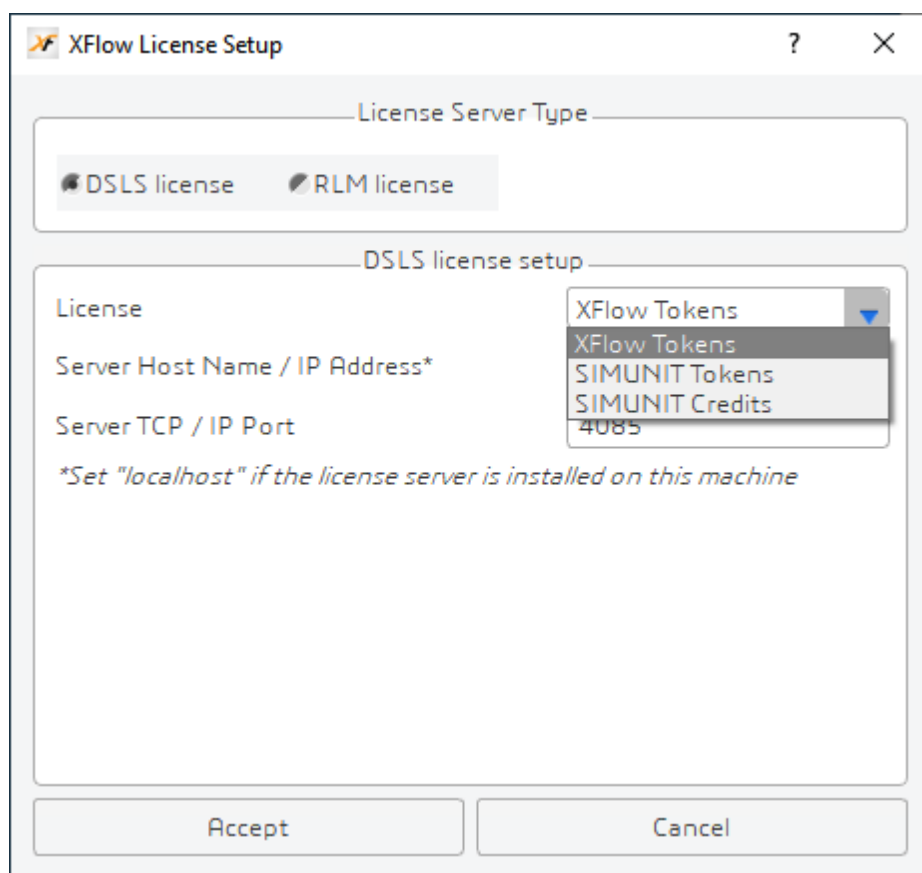 XFlow License Setup ?
License Server Type
DSLS license RLM license
DSLS license setup
License XFlow Tokens
XFlow Tokens
Server Host Name / IP Address*
SIMUNIT Tokens
SIMUNIT Credits
Server TCP / IP Port 4085
*Set "localhost" if the license server is installed on this machine
Accept Cancel